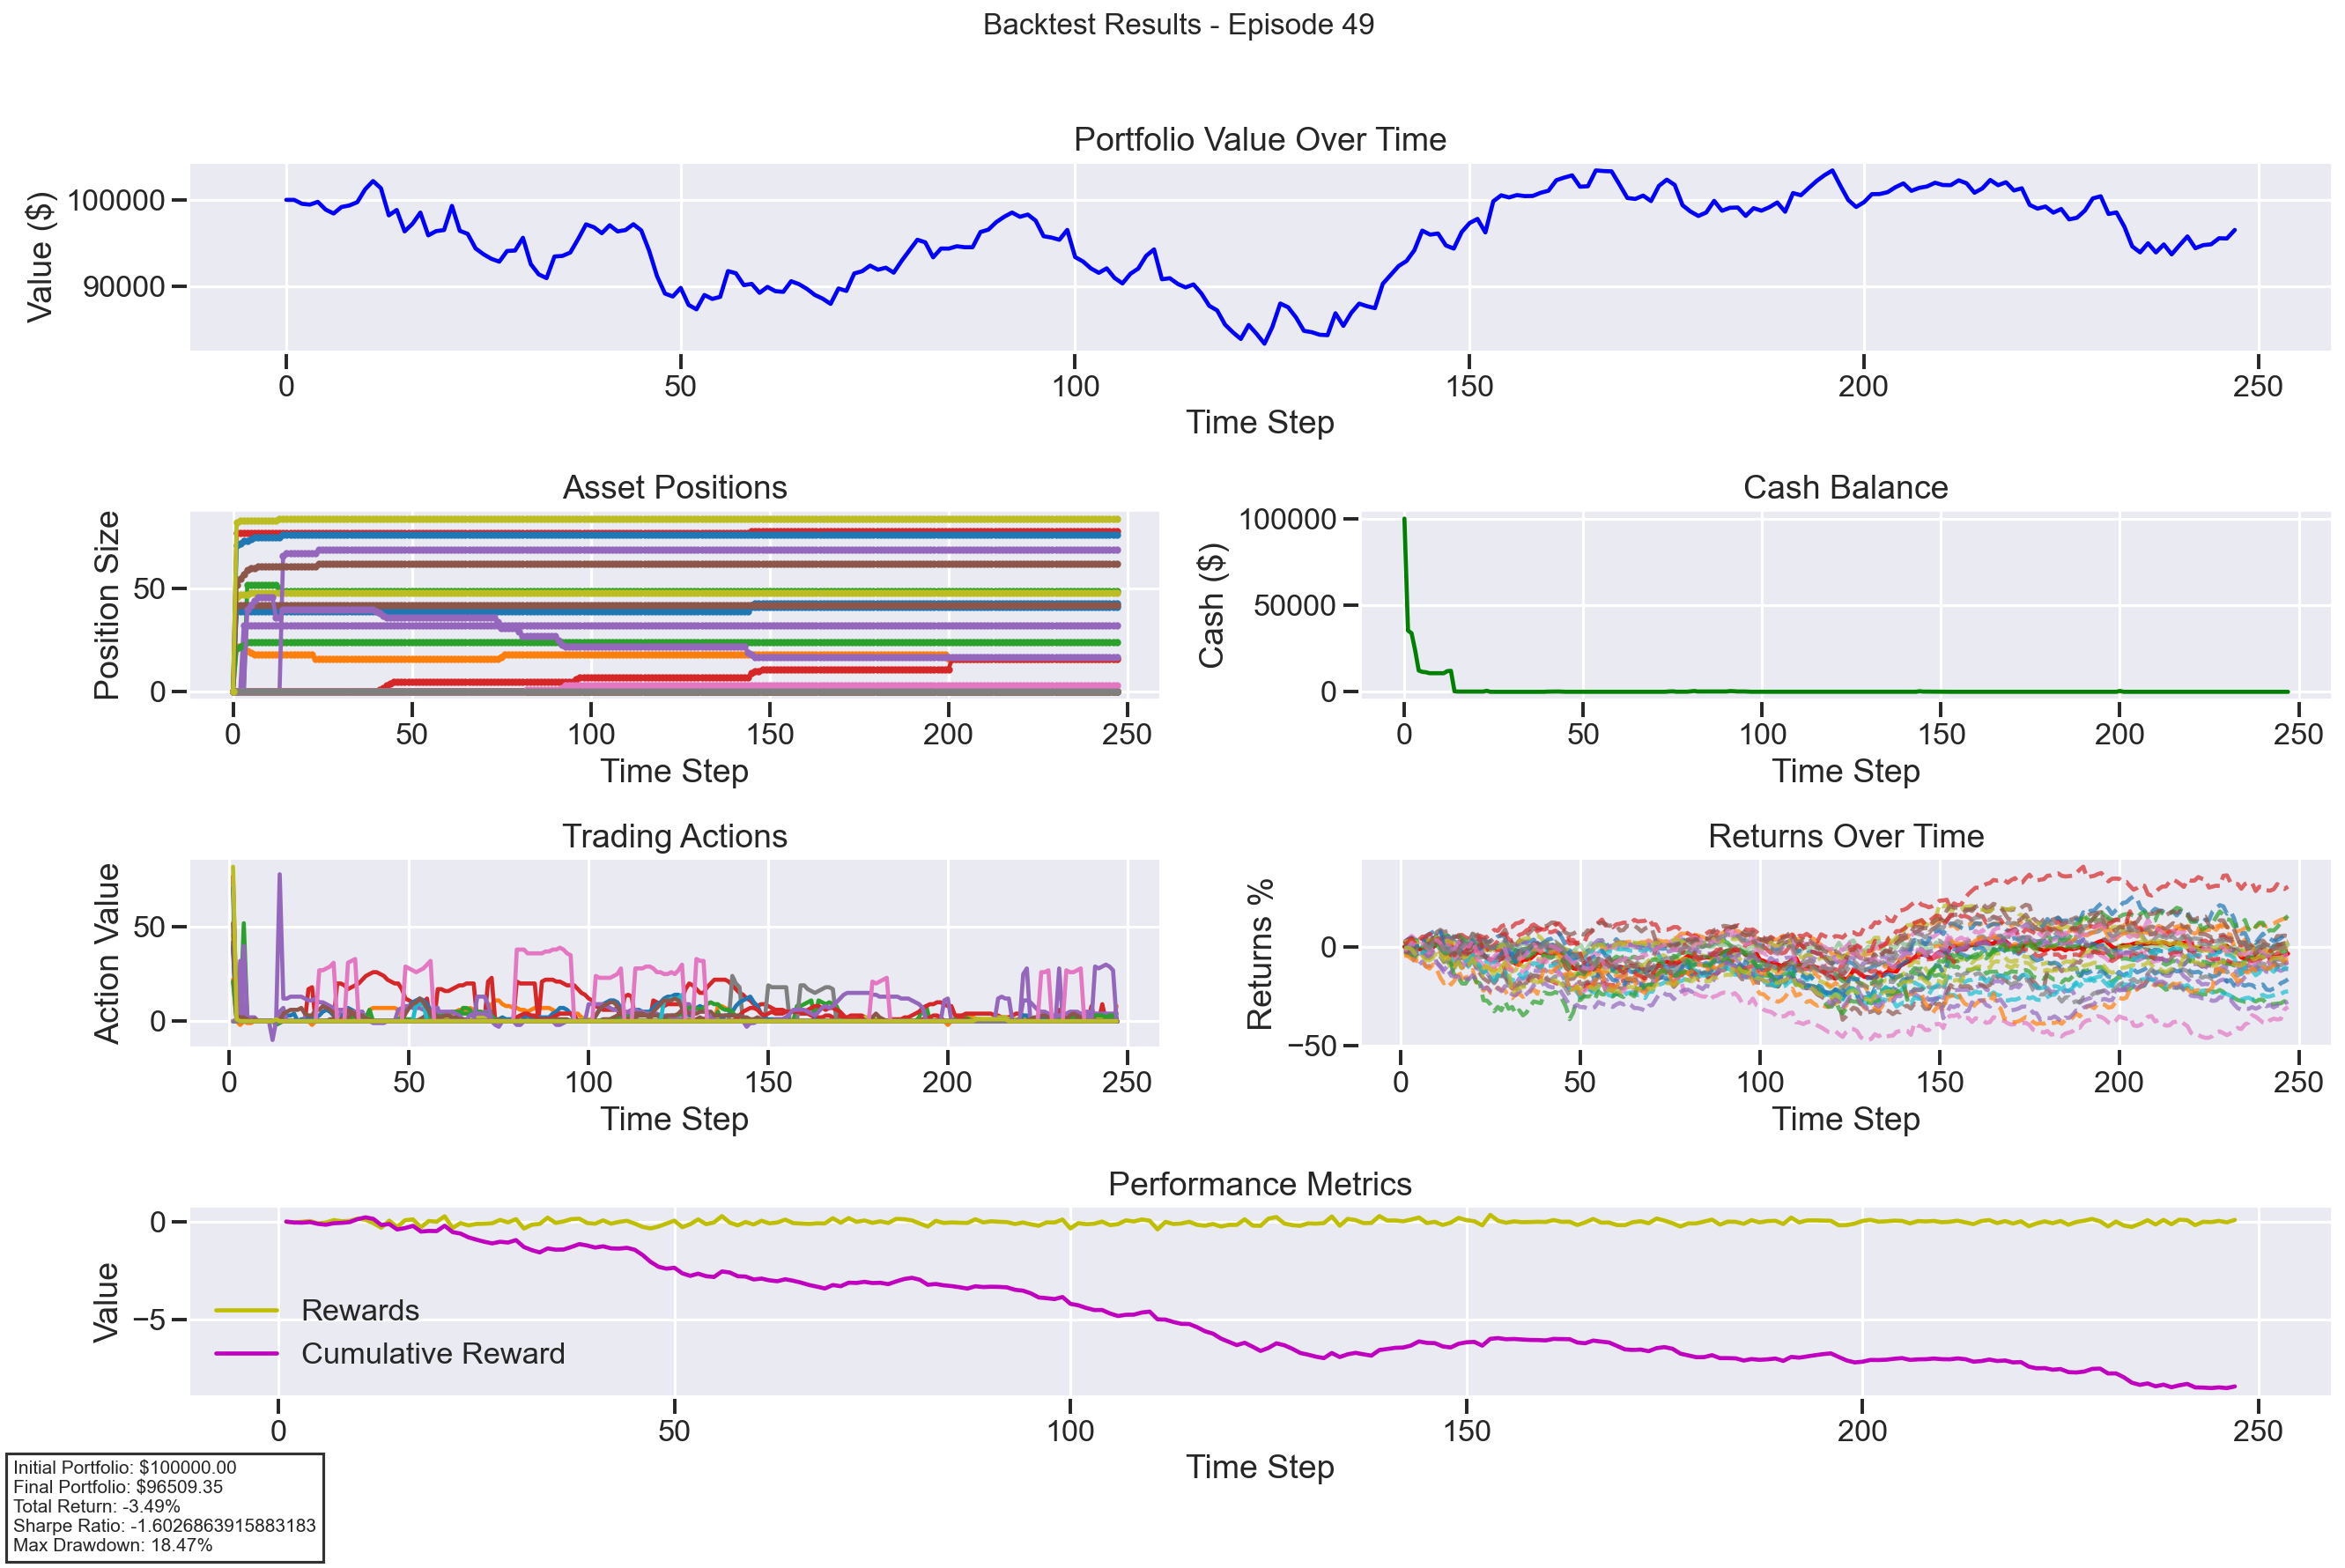 Backtest Results - Episode 49
Portfolio Value Over Time
Value ($)
100000
90000
0 50 100 150 200 250
Time Step
Asset Positions
Position Size
50
0
0 50 100 150 200 250
Time Step
Cash Balance
Cash ($)
100000
50000
0
0 50 100 150 200 250
Time Step
Trading Actions
Action Value
50
0
0 50 100 150 200 250
Time Step
Returns Over Time
Returns %
0
−50
0 50 100 150 200 250
Time Step
Performance Metrics
Value
0
−5
Rewards
Cumulative Reward
0 50 100 150 200 250
Time Step
Initial Portfolio: $100000.00
Final Portfolio: $96509.35
Total Return: -3.49%
Sharpe Ratio: -1.6026863915883183
Max Drawdown: 18.47%